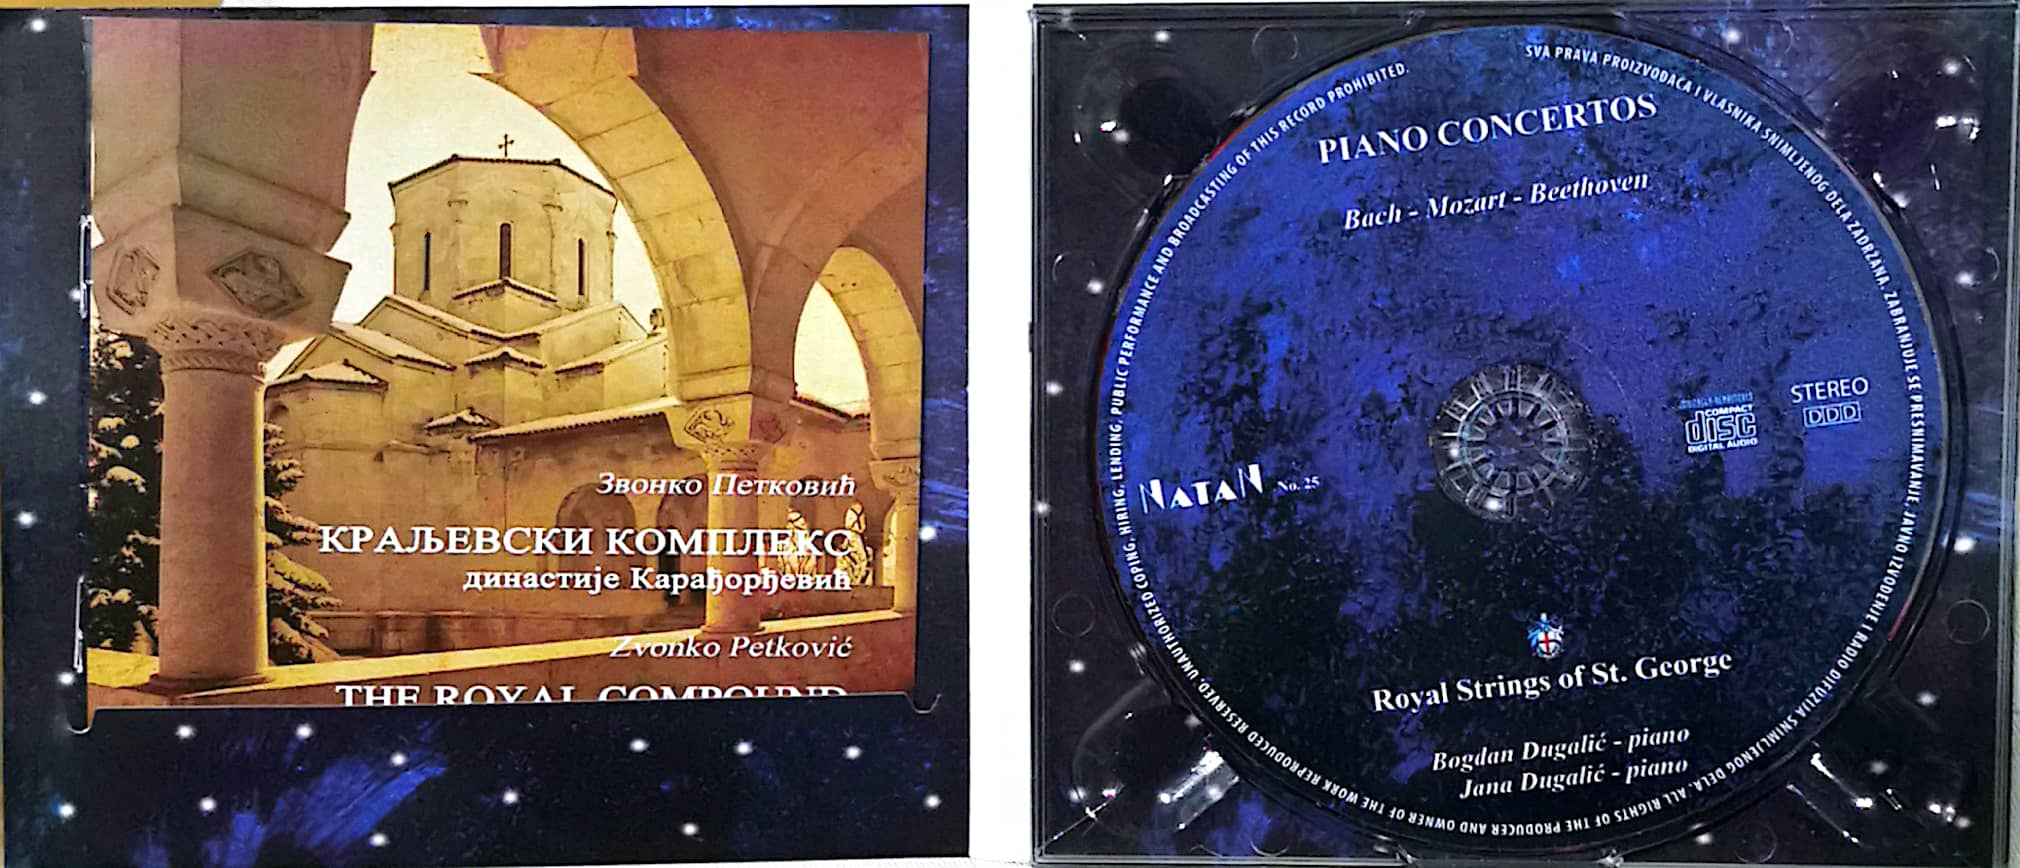 Звонко Петковић
КРАЉЕВСКИ КОМПЛЕКС
династије Карађорђевић
Zvonko Petković
THE ROYAL COMPOUND
SVA PRAVA PROIZVOĐAČA I VLASNIKA SNIMLJENOG DELA ZADRŽANA. ZABRANJUJE SE PRESNIMAVANJE, JAVNO IZVOĐENJE I RADIO DIFUZIJA SNIMLJENOG DELA. ALL RIGHTS OF THE PRODUCER AND OWNER OF THE WORK REPRODUCED RESERVED. UNAUTHORIZED COPING, HIRING, LENDING, PUBLIC PERFORMANCE AND BROADCASTING OF THIS RECORD PROHIBITED.
PIANO CONCERTOS
Bach - Mozart - Beethoven
STEREO
DDD
COMPACT
disc
DIGITAL AUDIO
NATAN No. 25
Royal Strings of St. George
Bogdan Dugalić - piano
Jana Dugalić - piano